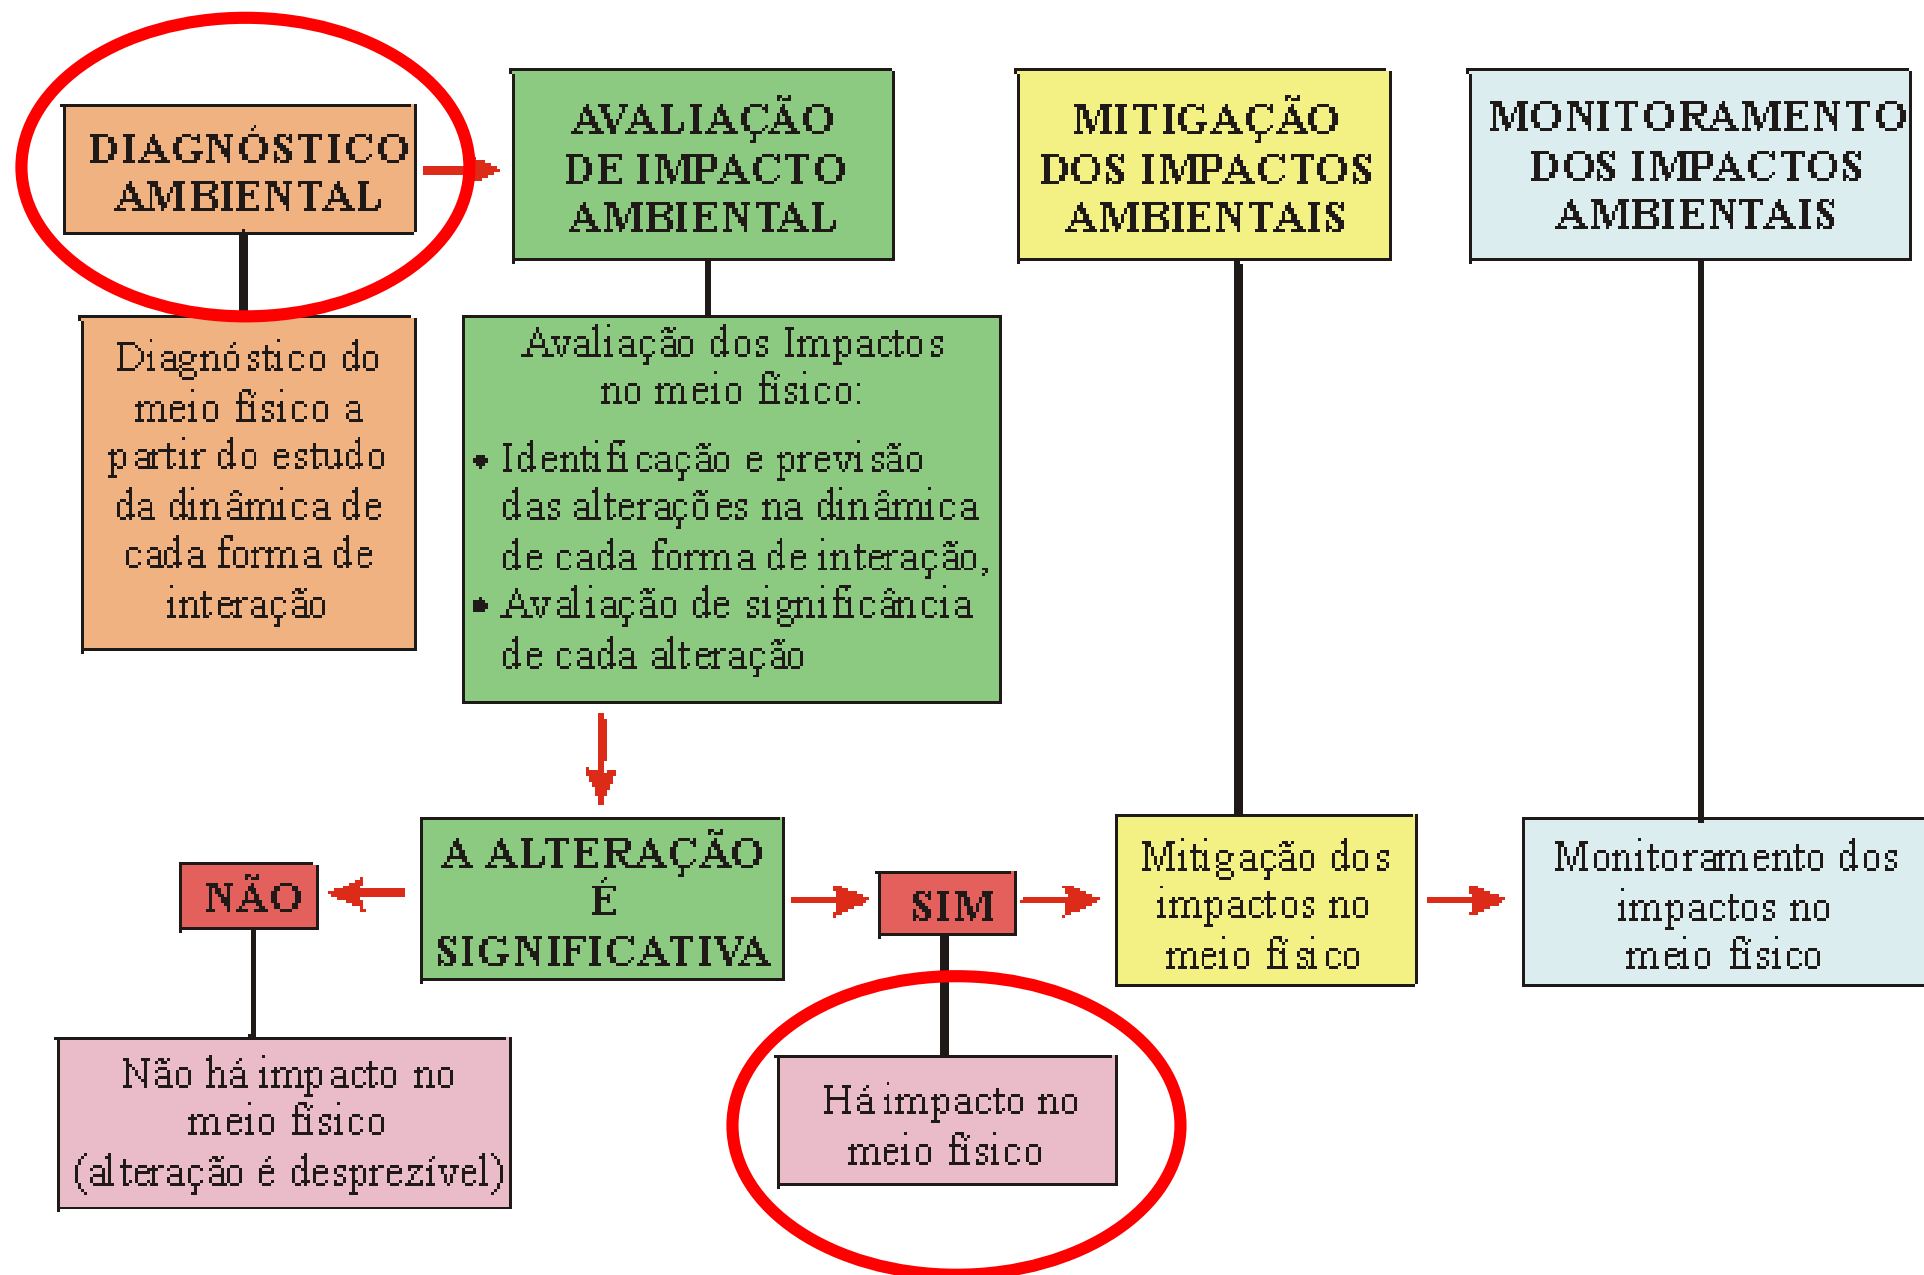 DIAGNÓSTICO
AMBIENTAL
AVALIAÇÃO
DE IMPACTO
AMBIENTAL
MITIGAÇÃO
DOS IMPACTOS
AMBIENTAIS
MONITORAMENTO
DOS IMPACTOS
AMBIENTAIS
Diagnóstico do
meio físico a
partir do estudo
da dinâmica de
cada forma de
interação
Avaliação dos Impactos
no meio físico:
• Identificação e previsão
das alterações na dinâmica
de cada forma de interação,
• Avaliação de significância
de cada alteração
NÃO
A ALTERAÇÃO
É
SIGNIFICATIVA
SIM
Mitigação dos
impactos no
meio físico
Monitoramento dos
impactos no
meio físico
Não há impacto no
meio físico
(alteração é desprezível)
Há impacto no
meio físico